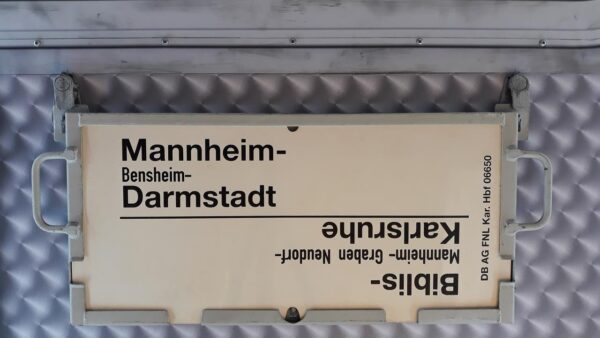 Mannheim-
Bensheim-
Darmstadt
Biblis-
Mannheim- Graben Neudorf-
Karlsruhe
DB AG FNL Kar. Hbf 06650